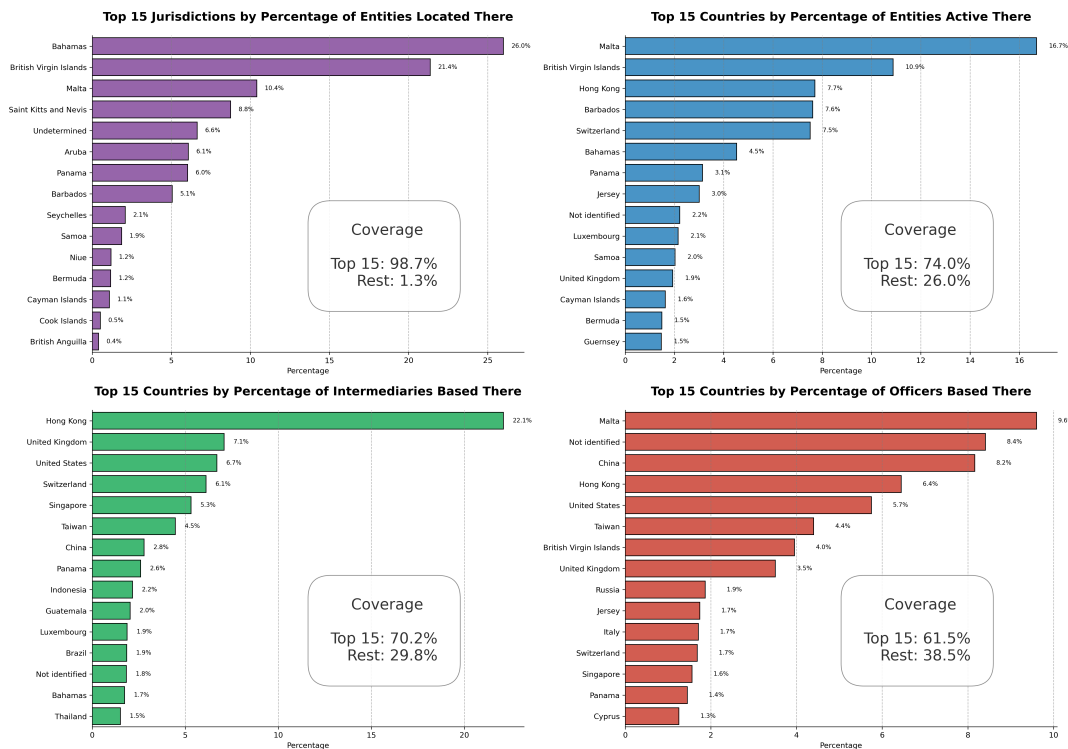 Top 15 Jurisdictions by Percentage of Entities Located There
Bahamas 26.0%
British Virgin Islands 21.4%
Malta 10.4%
Saint Kitts and Nevis 8.8%
Undetermined 6.6%
Aruba 6.1%
Panama 6.0%
Barbados 5.1%
Seychelles 2.1%
Samoa 1.9%
Niue 1.2%
Bermuda 1.2%
Cayman Islands 1.1%
Cook Islands 0.5%
British Anguilla 0.4%
Coverage
Top 15: 98.7%
Rest: 1.3%
0 5 10 15 20 25
Percentage
Top 15 Countries by Percentage of Entities Active There
Malta 16.7%
British Virgin Islands 10.9%
Hong Kong 7.7%
Barbados 7.6%
Switzerland 7.5%
Bahamas 4.5%
Panama 3.1%
Jersey 3.0%
Not identified 2.2%
Luxembourg 2.1%
Samoa 2.0%
United Kingdom 1.9%
Cayman Islands 1.6%
Bermuda 1.5%
Guernsey 1.5%
Coverage
Top 15: 74.0%
Rest: 26.0%
0 2 4 6 8 10 12 14 16
Percentage
Top 15 Countries by Percentage of Intermediaries Based There
Hong Kong 22.1%
United Kingdom 7.1%
United States 6.7%
Switzerland 6.1%
Singapore 5.3%
Taiwan 4.5%
China 2.8%
Panama 2.6%
Indonesia 2.2%
Guatemala 2.0%
Luxembourg 1.9%
Brazil 1.9%
Not identified 1.8%
Bahamas 1.7%
Thailand 1.5%
Coverage
Top 15: 70.2%
Rest: 29.8%
0 5 10 15 20
Percentage
Top 15 Countries by Percentage of Officers Based There
Malta 9.6
Not identified 8.4%
China 8.2%
Hong Kong 6.4%
United States 5.7%
Taiwan 4.4%
British Virgin Islands 4.0%
United Kingdom 3.5%
Russia 1.9%
Jersey 1.7%
Italy 1.7%
Switzerland 1.7%
Singapore 1.6%
Panama 1.4%
Cyprus 1.3%
Coverage
Top 15: 61.5%
Rest: 38.5%
0 2 4 6 8 10
Percentage